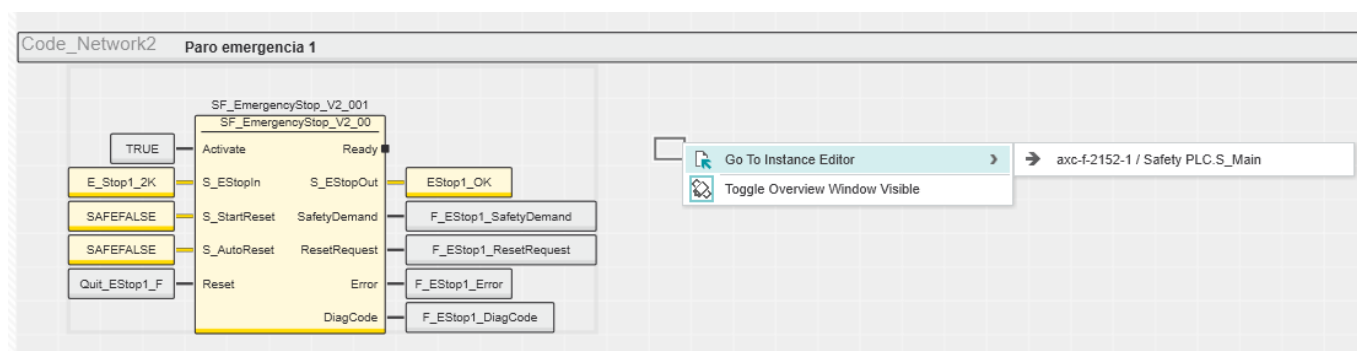 Code_Network2 Paro emergencia 1
SF_EmergencyStop_V2_001
SF_EmergencyStop_V2_00
TRUE Activate Ready
E_Stop1_2K S_EStopIn S_EStopOut EStop1_OK
SAFEFALSE S_StartReset SafetyDemand F_EStop1_SafetyDemand
SAFEFALSE S_AutoReset ResetRequest F_EStop1_ResetRequest
Quit_EStop1_F Reset Error F_EStop1_Error
DiagCode F_EStop1_DiagCode
Go To Instance Editor axc-f-2152-1 / Safety PLC.S_Main
Toggle Overview Window Visible